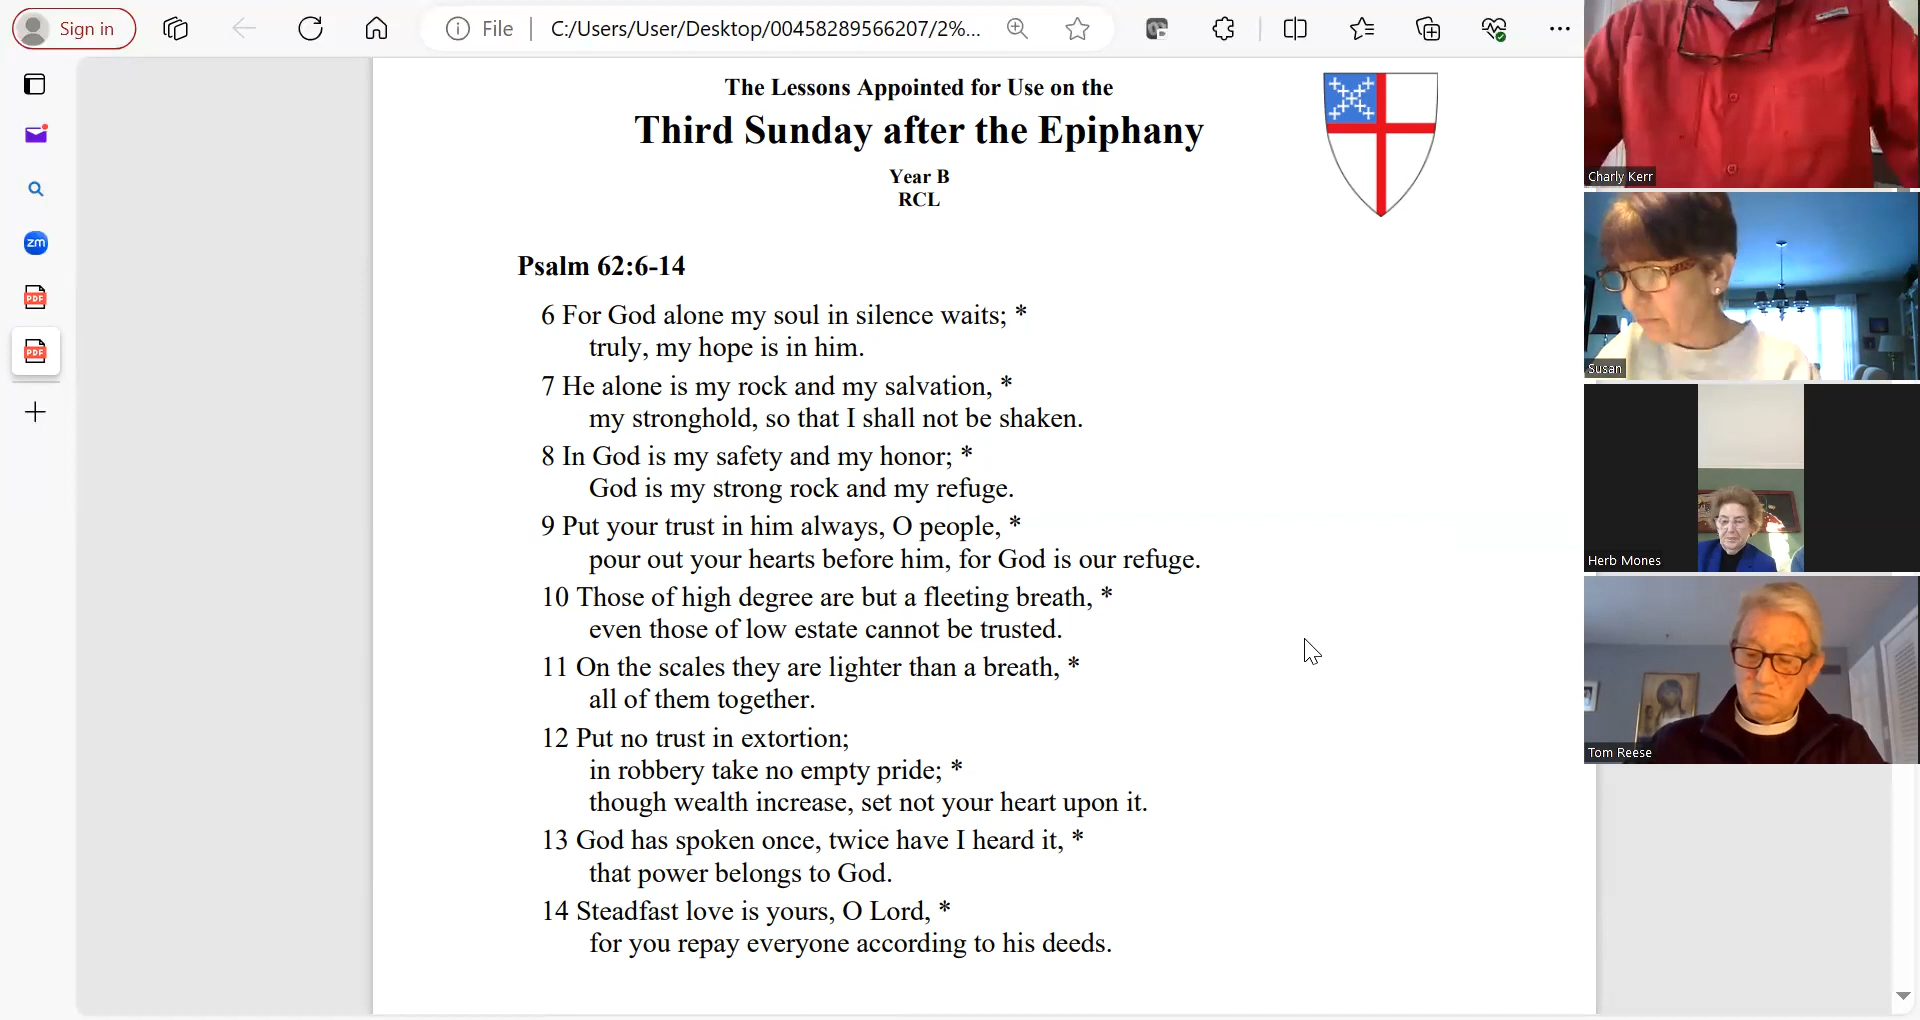 Sign in
File
C:/Users/User/Desktop/00458289566207/2%...
zm
PDF
PDF
The Lessons Appointed for Use on the
Third Sunday after the Epiphany
Year B
RCL
Psalm 62:6-14
6 For God alone my soul in silence waits; *
truly, my hope is in him.
7 He alone is my rock and my salvation, *
my stronghold, so that I shall not be shaken.
8 In God is my safety and my honor; *
God is my strong rock and my refuge.
9 Put your trust in him always, O people, *
pour out your hearts before him, for God is our refuge.
10 Those of high degree are but a fleeting breath, *
even those of low estate cannot be trusted.
11 On the scales they are lighter than a breath, *
all of them together.
12 Put no trust in extortion;
in robbery take no empty pride; *
though wealth increase, set not your heart upon it.
13 God has spoken once, twice have I heard it, *
that power belongs to God.
14 Steadfast love is yours, O Lord, *
for you repay everyone according to his deeds.
Charly Kerr
Susan
Herb Mones
Tom Reese